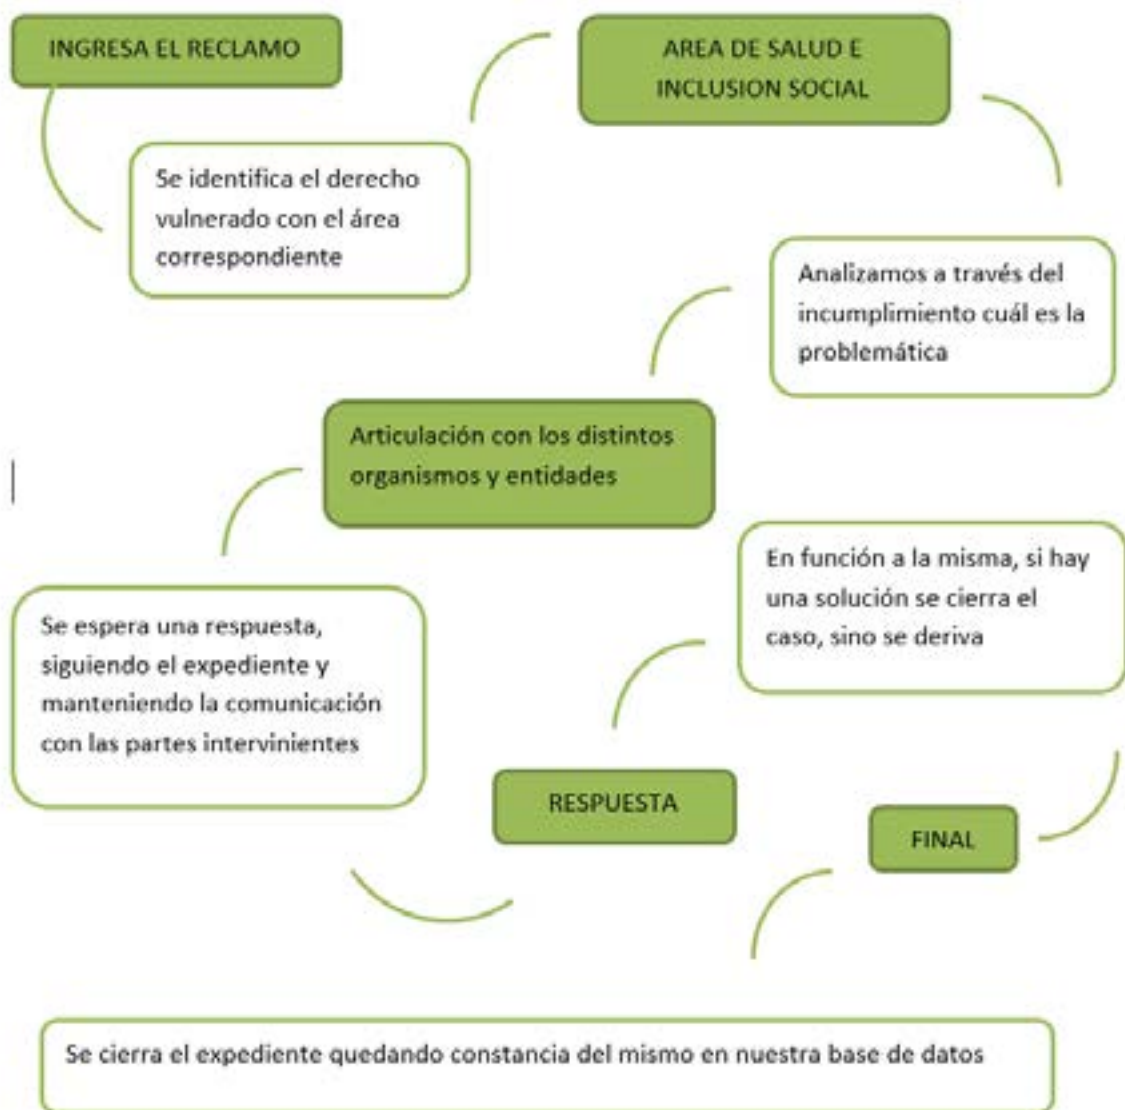 INGRESA EL RECLAMO
Se identifica el derecho
vulnerado con el área
correspondiente
AREA DE SALUD E
INCLUSION SOCIAL
Analizamos a través del
incumplimiento cuál es la
problemática
Articulación con los distintos
organismos y entidades
Se espera una respuesta,
siguiendo el expediente y
manteniendo la comunicación
con las partes intervinientes
RESPUESTA
En función a la misma, si hay
una solución se cierra el
caso, sino se deriva
FINAL
Se cierra el expediente quedando constancia del mismo en nuestra base de datos